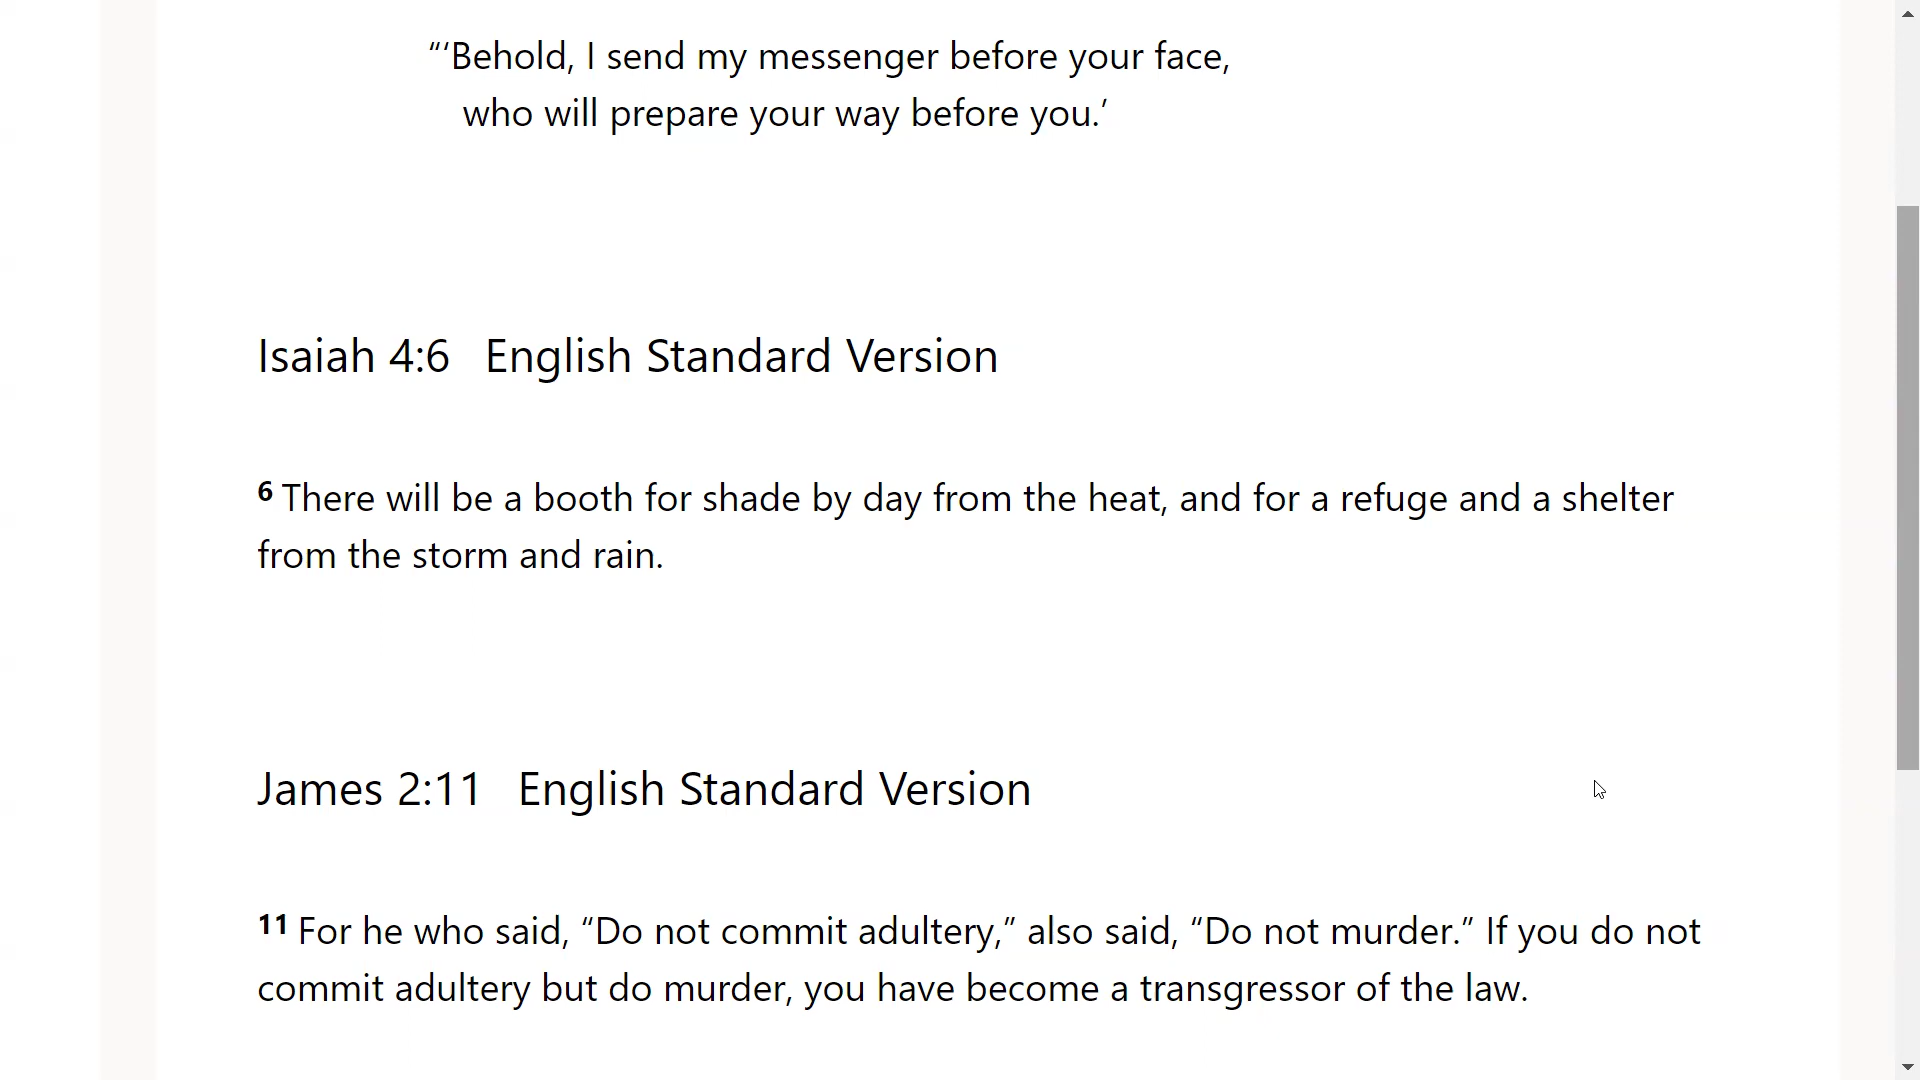 “‘Behold, I send my messenger before your face,
who will prepare your way before you.’
Isaiah 4:6 English Standard Version
6 There will be a booth for shade by day from the heat, and for a refuge and a shelter
from the storm and rain.
James 2:11 English Standard Version
11 For he who said, “Do not commit adultery,” also said, “Do not murder.” If you do not
commit adultery but do murder, you have become a transgressor of the law.